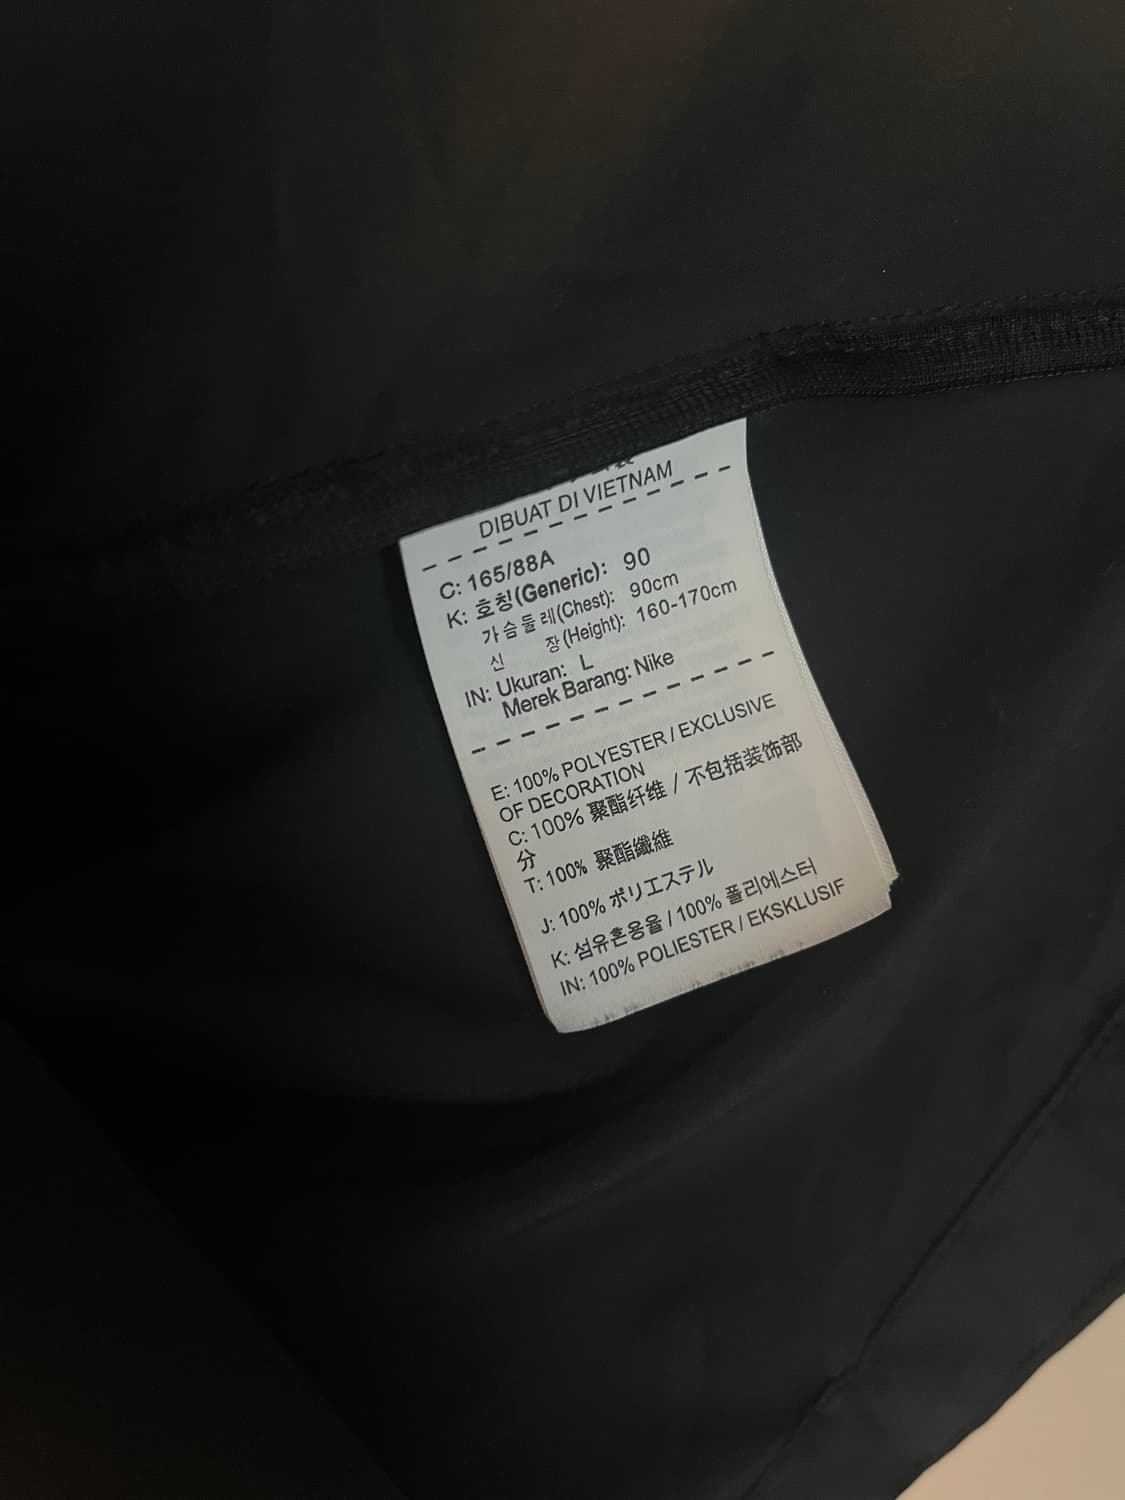 DIBUAT DI VIETNAM
C: 165/88A
K: 호칭(Generic): 90
가슴둘레(Chest): 90cm
신 장(Height): 160-170cm
IN: Ukuran: L
Merek Barang: Nike
E: 100% POLYESTER / EXCLUSIVE
OF DECORATION
C: 100% 聚酯纤维 / 不包括装饰部
分
T: 100% 聚酯纖維
J: 100% ポリエステル
K: 섬유혼용율 / 100% 폴리에스터
IN: 100% POLIESTER / EKSKLUSIF